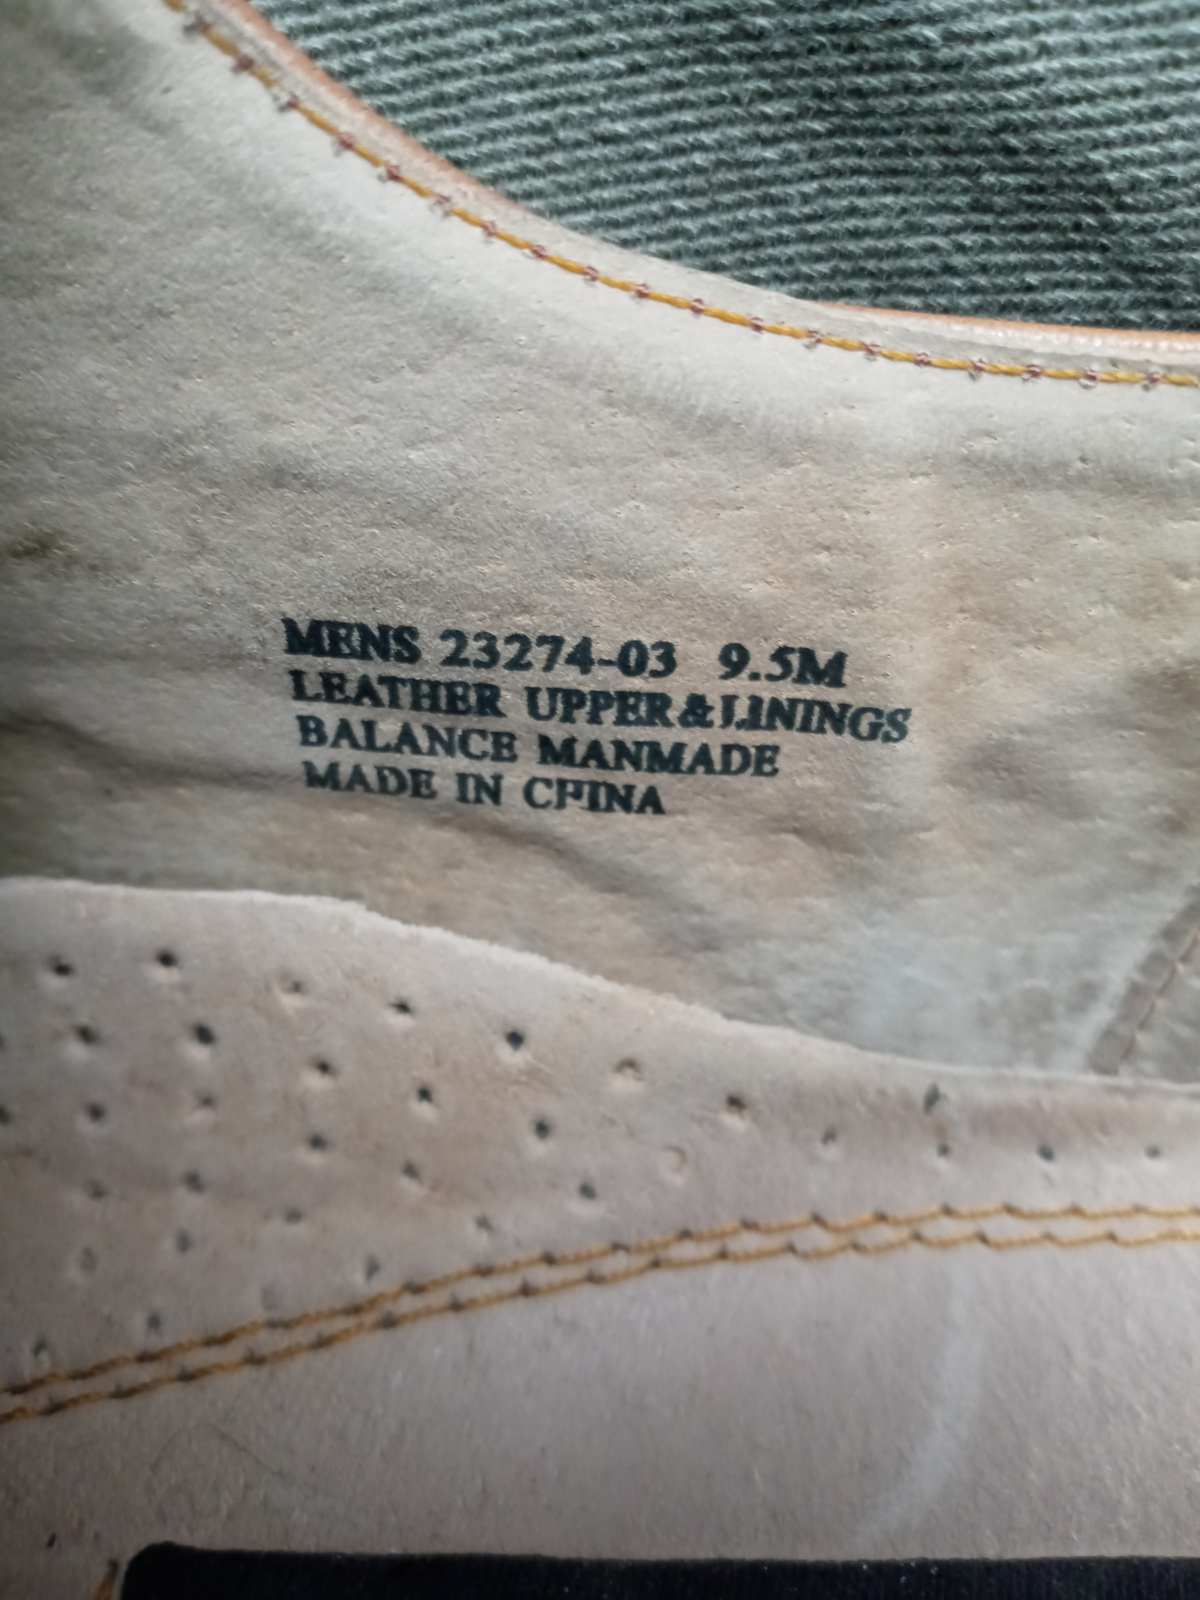 MENS 23274-03 9.5M
LEATHER UPPER&LININGS
BALANCE MANMADE
MADE IN CHINA